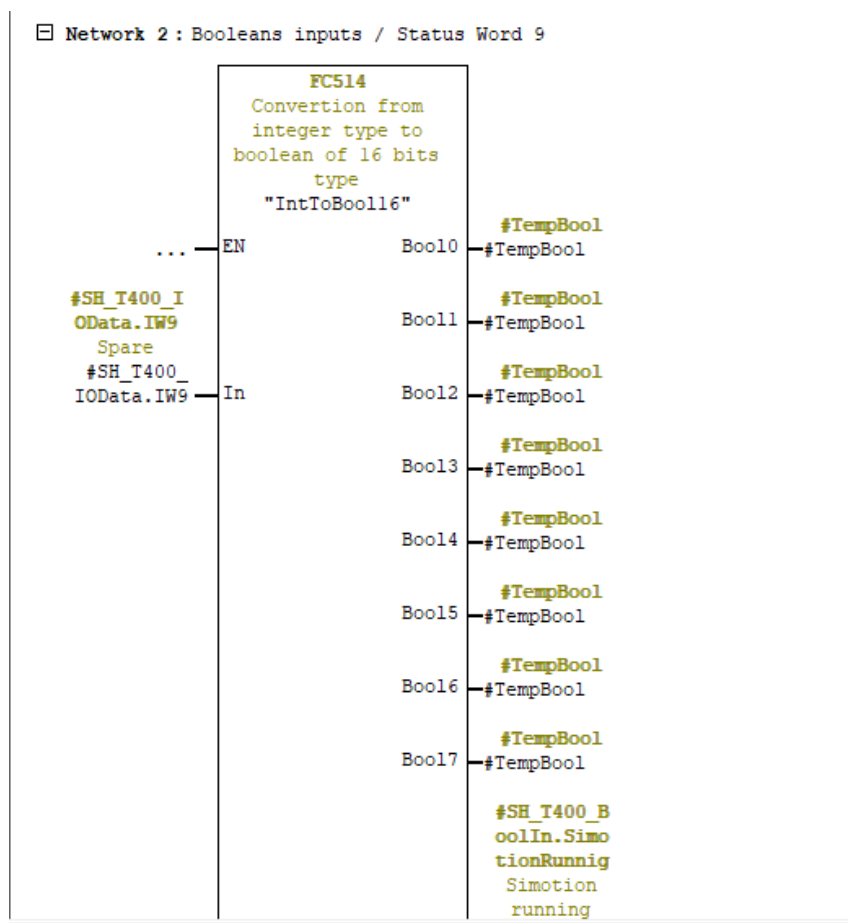 Network 2 : Booleans inputs / Status Word 9
FC514
Convertion from
integer type to
boolean of 16 bits
type
"IntToBool16"
#TempBool
... EN Bool0 #TempBool
#SH_T400_I #TempBool
OData.IW9 Bool1 #TempBool
Spare
#SH_T400_ #TempBool
IOData.IW9 In Bool2 #TempBool
#TempBool
Bool3 #TempBool
#TempBool
Bool4 #TempBool
#TempBool
Bool5 #TempBool
#TempBool
Bool6 #TempBool
#TempBool
Bool7 #TempBool
#SH_T400_B
oolIn.Simo
tionRunnig
Simotion
running